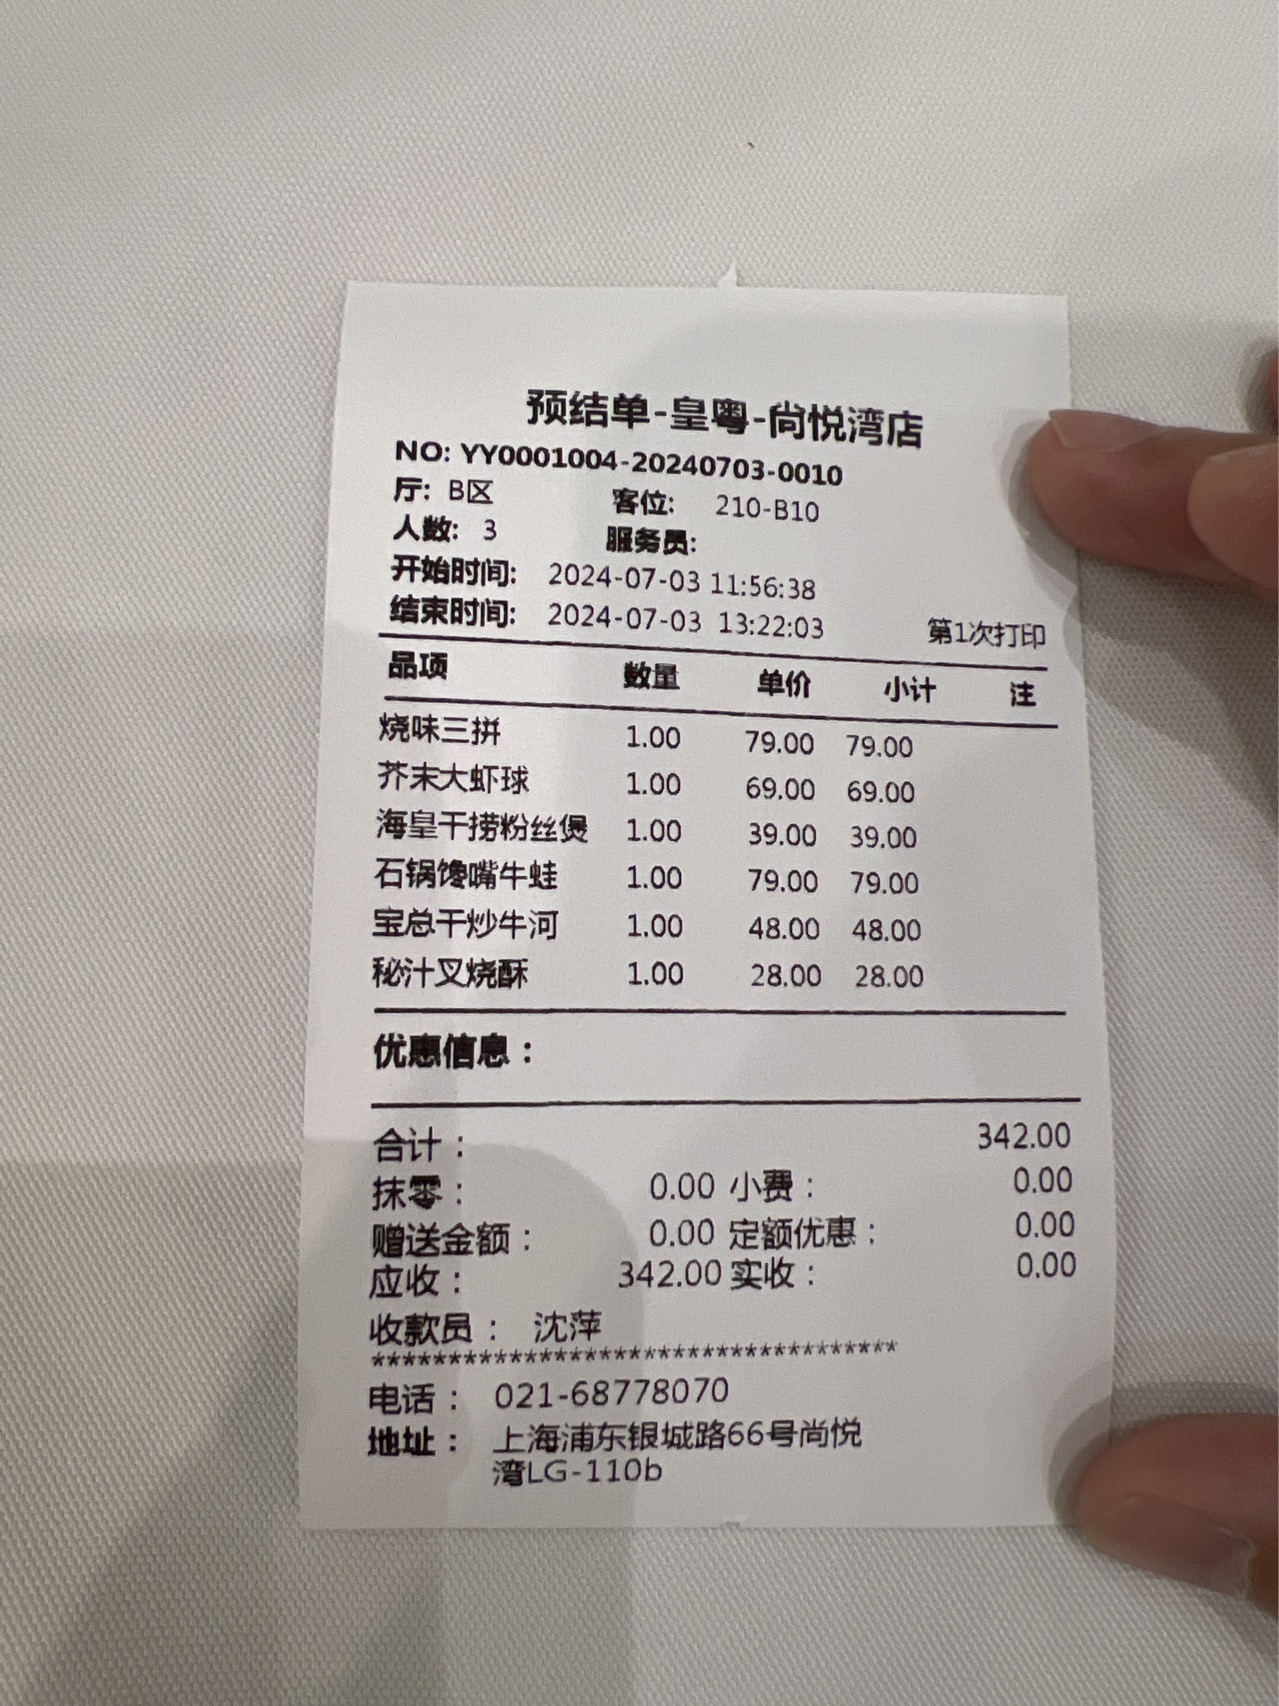 预结单-皇粤-尚悦湾店
NO: YY0001004-20240703-0010
厅: B区 客位: 210-B10
人数: 3 服务员:
开始时间: 2024-07-03 11:56:38
结束时间: 2024-07-03 13:22:03 第1次打印
品项 数量 单价 小计 注
烧味三拼 1.00 79.00 79.00
芥末大虾球 1.00 69.00 69.00
海皇干捞粉丝煲 1.00 39.00 39.00
石锅馋嘴牛蛙 1.00 79.00 79.00
宝总干炒牛河 1.00 48.00 48.00
秘汁叉烧酥 1.00 28.00 28.00
优惠信息：
合计： 342.00
抹零： 0.00 小费： 0.00
赠送金额： 0.00 定额优惠： 0.00
应收： 342.00 实收： 0.00
收款员： 沈萍
***********************************
电话： 021-68778070
地址： 上海浦东银城路66号尚悦
湾LG-110b